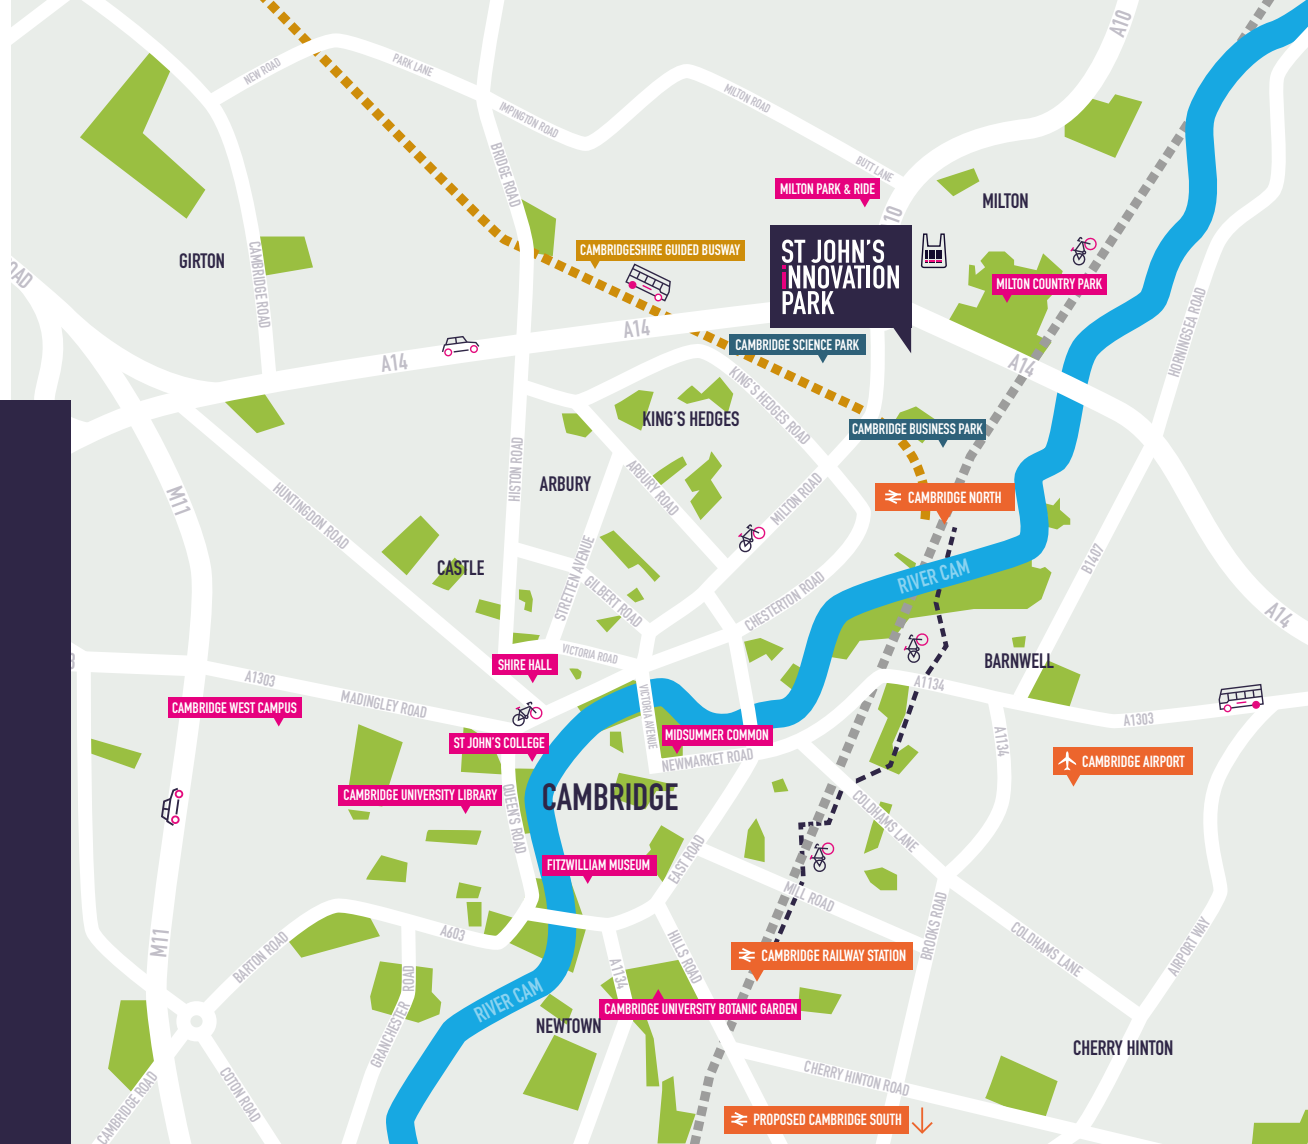 A10
NEW ROAD
PARK LANE
IMPINGTON ROAD
MILTON ROAD
BUTT LANE
BRIDGE ROAD
MILTON PARK & RIDE
MILTON
10
GIRTON
CAMBRIDGE ROAD
CAMBRIDGESHIRE GUIDED BUSWAY
ST JOHN'S
iNNOVATION
PARK
MILTON COUNTRY PARK
OAD
A14
HORNINGSEA ROAD
CAMBRIDGE SCIENCE PARK
A14
A14
KING'S HEDGES ROAD
KING'S HEDGES
CAMBRIDGE BUSINESS PARK
HISTON ROAD
ARBURY
ARBURY ROAD
MILTON ROAD
M11
HUNTINGDON ROAD
CAMBRIDGE NORTH
CASTLE
STRETTEN AVENUE
GILBERT ROAD
CHESTERTON ROAD
RIVER CAM
B1407
A14
VICTORIA ROAD
SHIRE HALL
BARNWELL
A1303
MADINGLEY ROAD
CAMBRIDGE WEST CAMPUS
VICTORIA AVENUE
A1134
A1303
ST JOHN'S COLLEGE
MIDSUMMER COMMON
NEWMARKET ROAD
A1134
CAMBRIDGE AIRPORT
CAMBRIDGE UNIVERSITY LIBRARY
QUEEN'S ROAD
CAMBRIDGE
COLDHAMS LANE
FITZWILLIAM MUSEUM
EAST ROAD
MILL ROAD
M11
BARTON ROAD
A603
HILLS ROAD
BROOKS ROAD
COLDHAMS LANE
AIRPORT WAY
CAMBRIDGE RAILWAY STATION
A1134
GRANCHESTER ROAD
RIVER CAM
CAMBRIDGE UNIVERSITY BOTANIC GARDEN
NEWTOWN
CHERRY HINTON
CAMBRIDGE ROAD
COTON ROAD
CHERRY HINTON ROAD
PROPOSED CAMBRIDGE SOUTH